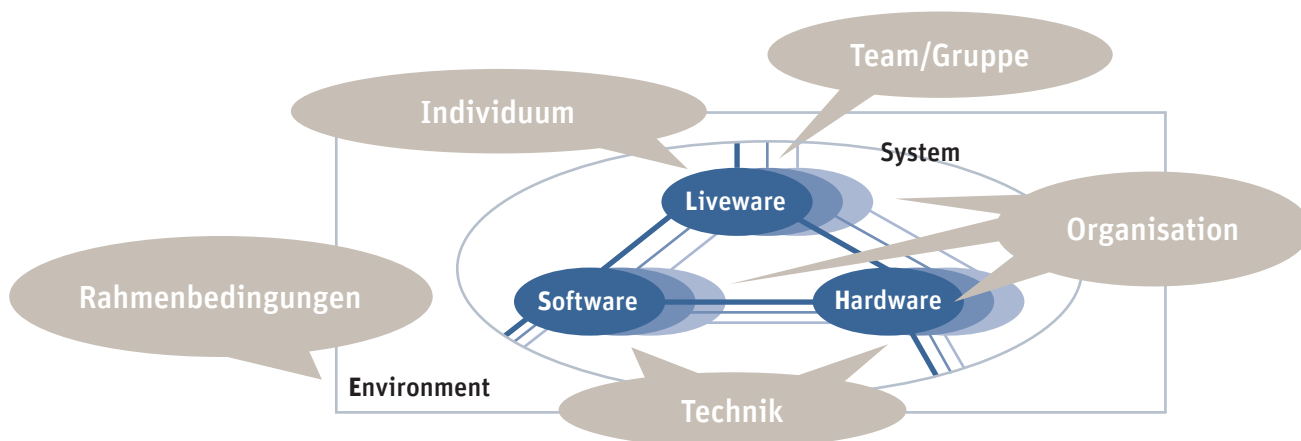 Team/Gruppe
Individuum
System
Liveware
Organisation
Rahmenbedingungen
Software
Hardware
Environment
Technik